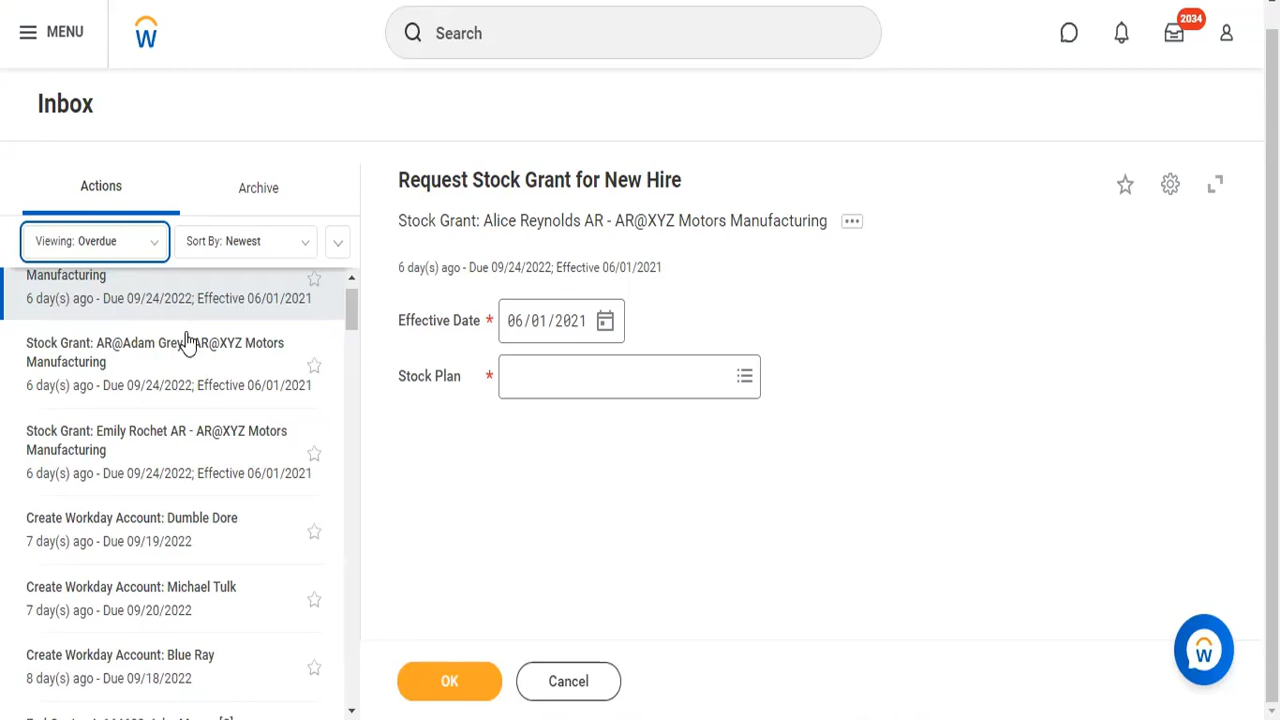 MENU
W
Search
2034
Inbox
Actions
Archive
Viewing: Overdue
Sort By: Newest
Manufacturing
6 day(s) ago - Due 09/24/2022; Effective 06/01/2021
Stock Grant: AR@Adam Grey AR@XYZ Motors
Manufacturing
6 day(s) ago - Due 09/24/2022; Effective 06/01/2021
Stock Grant: Emily Rochet AR - AR@XYZ Motors
Manufacturing
6 day(s) ago - Due 09/24/2022; Effective 06/01/2021
Create Workday Account: Dumble Dore
7 day(s) ago - Due 09/19/2022
Create Workday Account: Michael Tulk
7 day(s) ago - Due 09/20/2022
Create Workday Account: Blue Ray
8 day(s) ago - Due 09/18/2022
Request Stock Grant for New Hire
Stock Grant: Alice Reynolds AR - AR@XYZ Motors Manufacturing
6 day(s) ago - Due 09/24/2022; Effective 06/01/2021
Effective Date * 06/01/2021
Stock Plan *
OK
Cancel
W